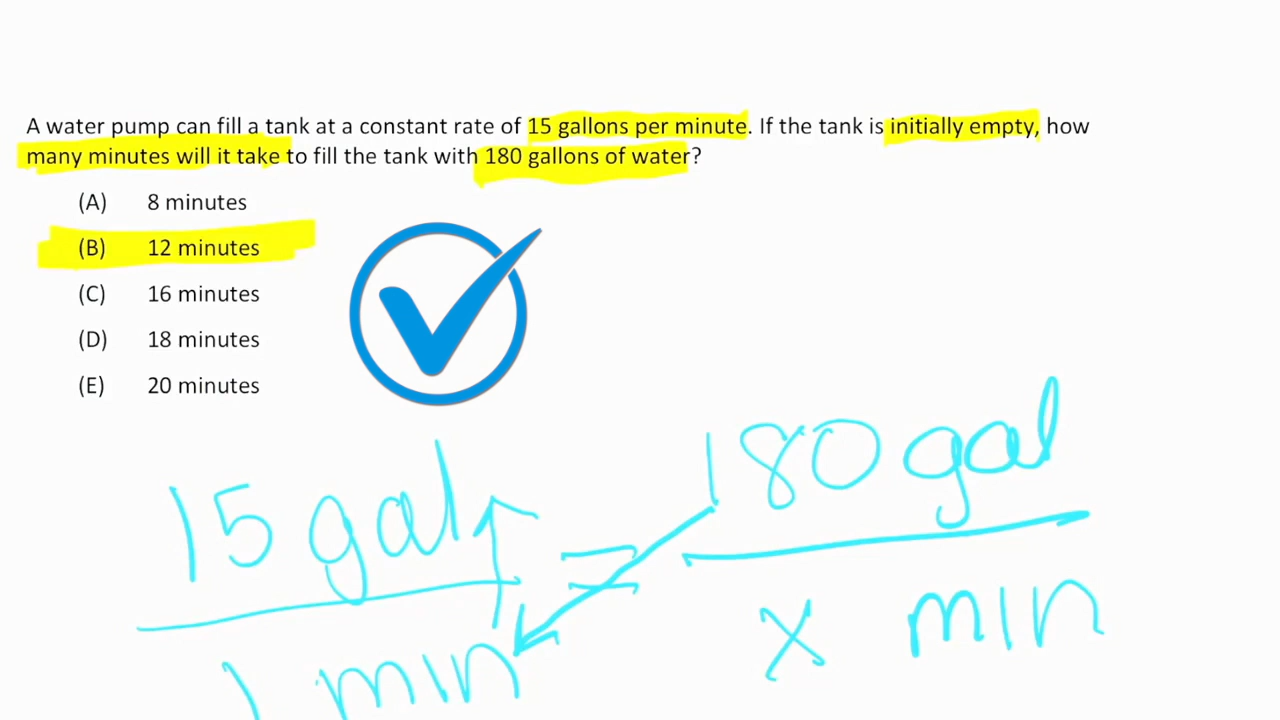 A water pump can fill a tank at a constant rate of 15 gallons per minute. If the tank is initially empty, how
many minutes will it take to fill the tank with 180 gallons of water?
(A) 8 minutes
(B) 12 minutes
(C) 16 minutes
(D) 18 minutes
(E) 20 minutes
15 gal = 180 gal
1 min x min